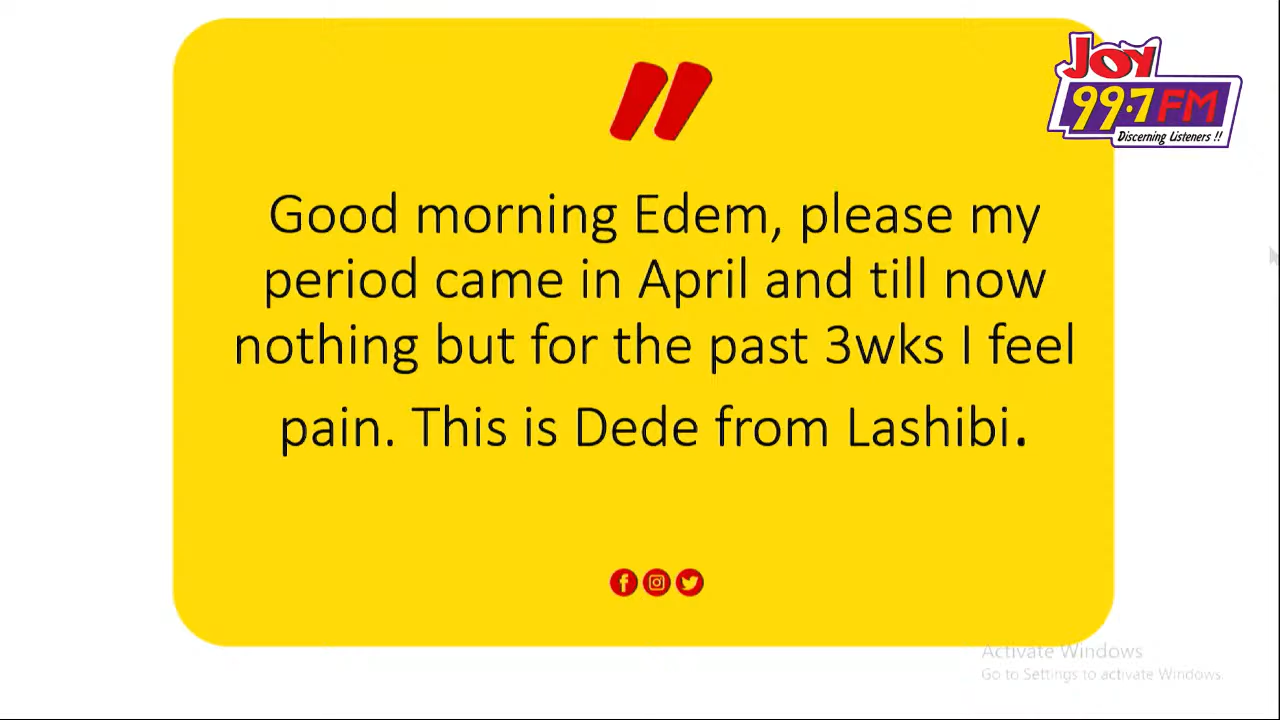 JOY
99.7 FM
Discerning Listeners !!
Good morning Edem, please my
period came in April and till now
nothing but for the past 3wks I feel
pain. This is Dede from Lashibi.
Activate Windows
Go to Settings to activate Windows.